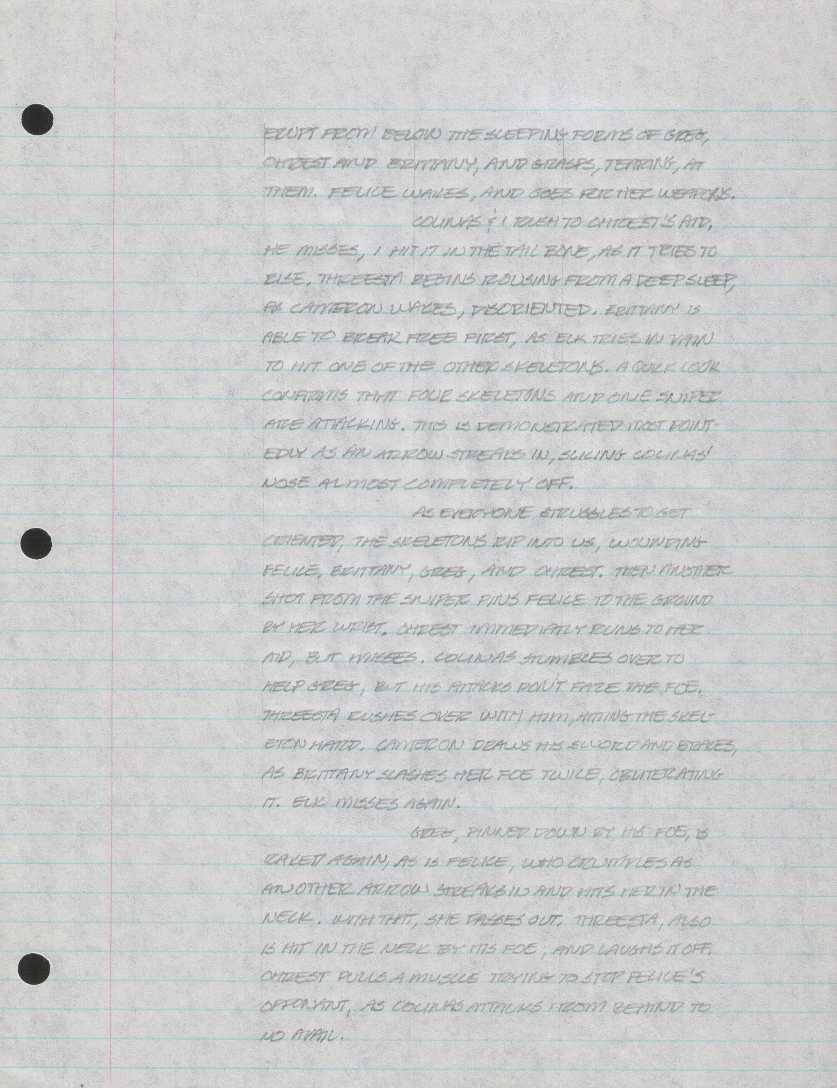 ERUPT FROM BELOW THE SLEEPING FORMS OF GREG,
OHREST AND BRITTANY, AND GRASPS, TEARING, AT
THEM. FELICE WAKES, AND GOES FOR HER WEAPONS.
COLINAS & I RUSH TO OHREST'S AID.
HE MISSES, I HIT IT IN THE TAIL BONE, AS IT TRIES TO
RISE. THREESTA BEGINS ROUSING FROM A DEEP SLEEP,
AS CAMERON WAKES, DISORIENTED. BRITTANY IS
ABLE TO BREAK FREE FIRST, AS ELK TRIES IN VAIN
TO HIT ONE OF THE OTHER SKELETONS. A QUICK LOOK
CONFIRMS THAT FOUR SKELETONS AND ONE SNIPER
ARE ATTACKING. THIS IS DEMONSTRATED MOST POINT-
EDLY AS AN ARROW STREAKS IN, SLICING COLINAS'
NOSE ALMOST COMPLETELY OFF.
AS EVERYONE STRUGGLES TO GET
ORIENTED, THE SKELETONS RIP INTO US, WOUNDING
FELICE, BRITTANY, GREG, AND OHREST. THEN ANOTHER
SHOT FROM THE SNIPER PINS FELICE TO THE GROUND
BY HER WRIST. OHREST IMMEDIATLY RUNS TO HER
AID, BUT MISSES. COLINAS STUMBLES OVER TO
HELP GREG, BUT HIS ATTACKS DON'T FAZE THE FOE.
THREESTA RUSHES OVER WITH HIM, HITTING THE SKEL-
ETON HARD. CAMERON DRAWS HIS SWORD AND BRACES,
AS BRITTANY SLASHES HER FOE TWICE, OBLITERATING
IT. ELK MISSES AGAIN.
GREG, PINNED DOWN BY HIS FOE, IS
RAKED AGAIN, AS IS FELICE, WHO CRUMPLES AS
ANOTHER ARROW STREAKS IN AND HITS HER IN THE
NECK. WITH THAT, SHE PASSES OUT. THREESTA, ALSO
IS HIT IN THE NECK BY HIS FOE, AND LAUGHS IT OFF.
OHREST PULLS A MUSCLE TRYING TO STOP FELICE'S
OPPONANT, AS COLINAS ATTACKS FROM BEHIND TO
NO AVAIL.